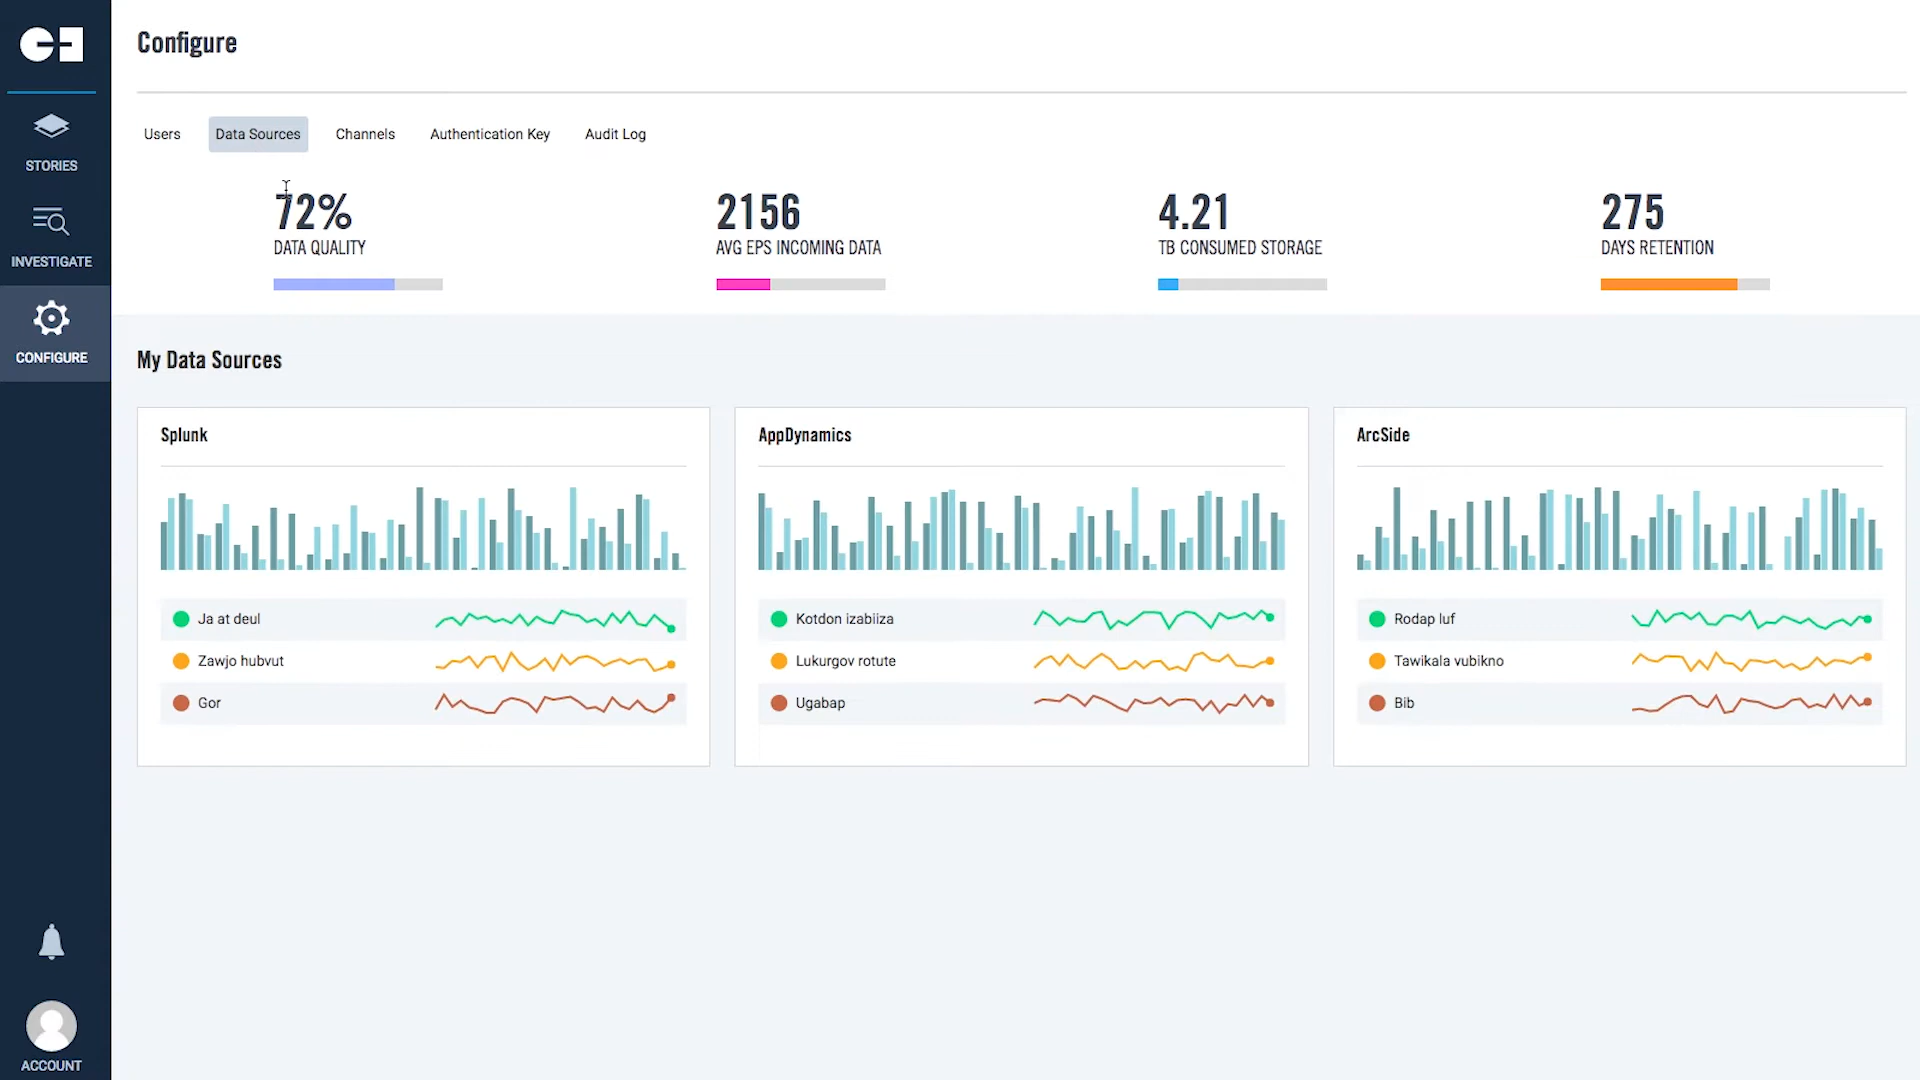 Configure
Users Data Sources Channels Authentication Key Audit Log
STORIES
INVESTIGATE
CONFIGURE
72% 2156 4.21 275
DATA QUALITY AVG EPS INCOMING DATA TB CONSUMED STORAGE DAYS RETENTION
My Data Sources
Splunk
Ja at deul
Zawjo hubvut
Gor
AppDynamics
Kotdon izabiiza
Lukurgov rotute
Ugabap
ArcSide
Rodap luf
Tawikala vubikno
Bib
ACCOUNT